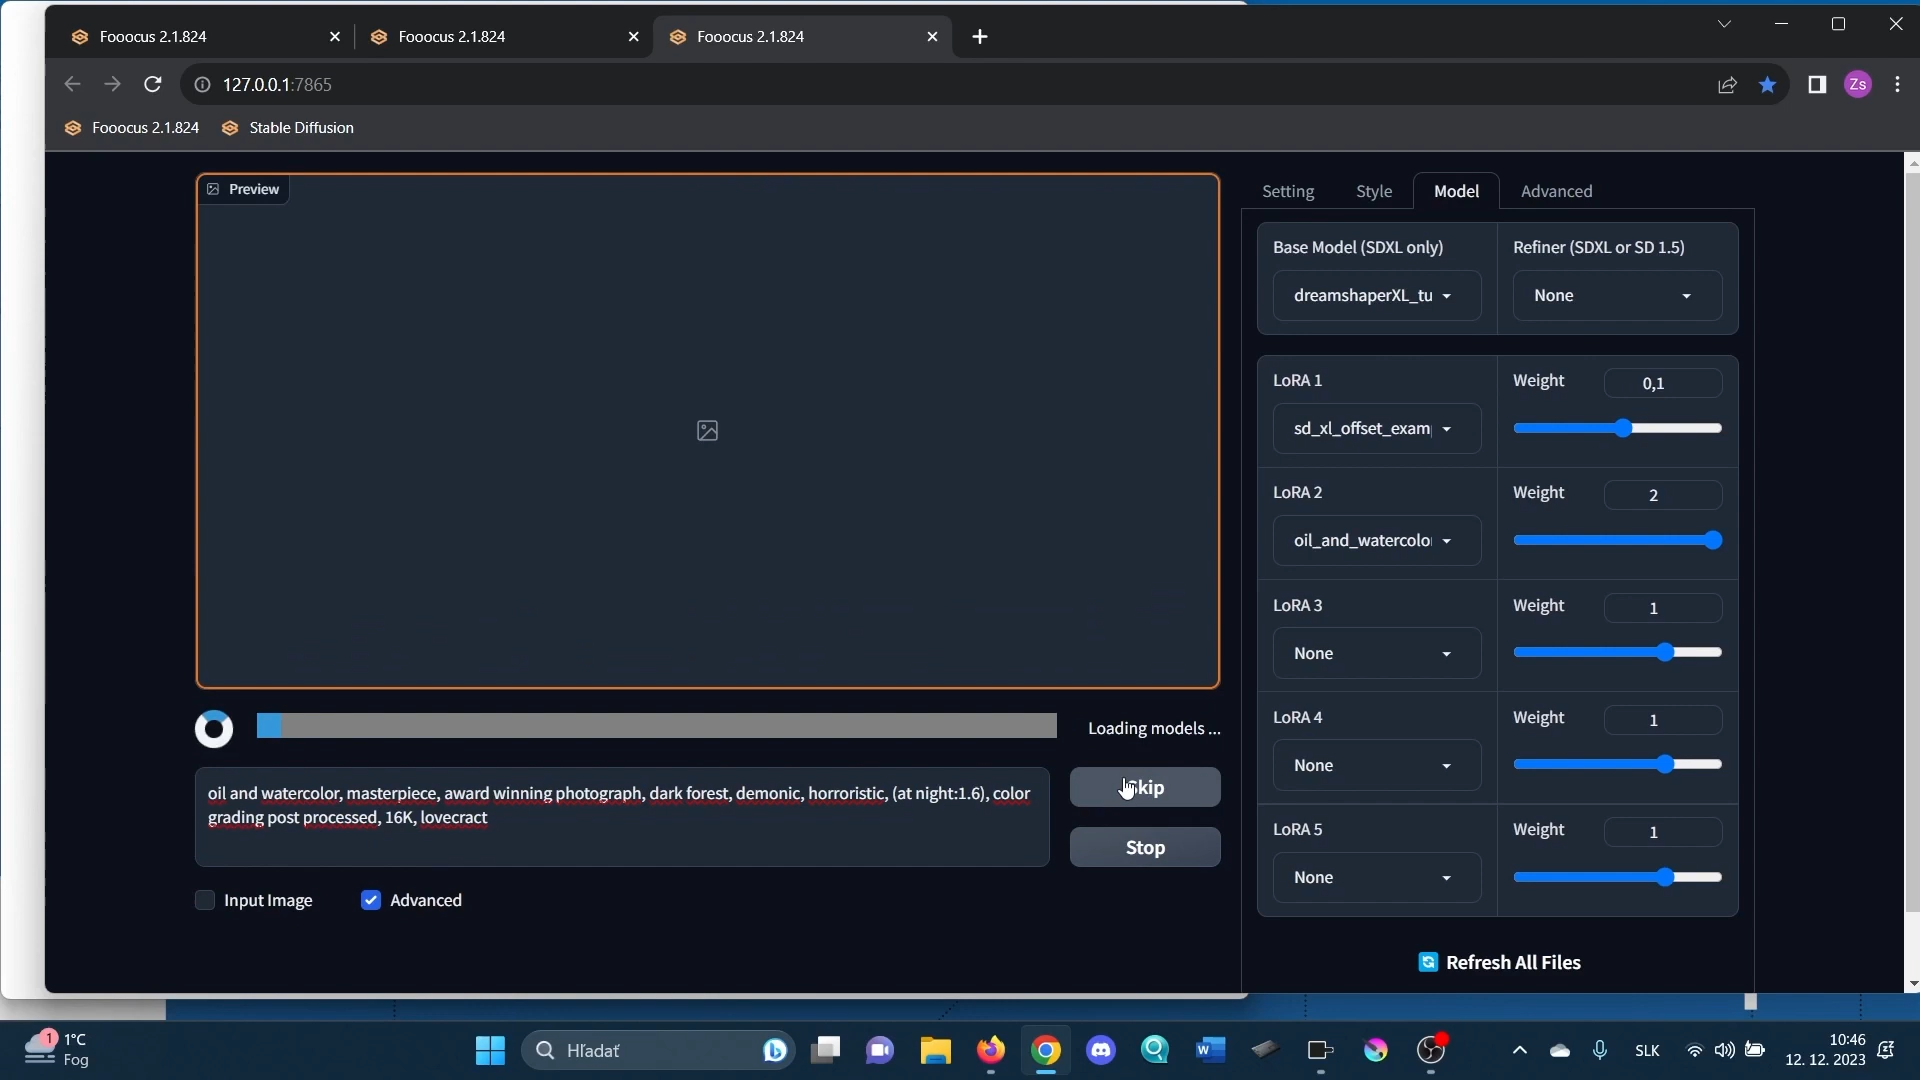 Fooocus 2.1.824
Fooocus 2.1.824
Fooocus 2.1.824
127.0.0.1:7865
Zs
Fooocus 2.1.824
Stable Diffusion
Preview
Setting
Style
Model
Advanced
Base Model (SDXL only)
Refiner (SDXL or SD 1.5)
dreamshaperXL_tu
None
LoRA 1
Weight
0,1
sd_xl_offset_exam
LoRA 2
Weight
2
oil_and_watercolo
LoRA 3
Weight
1
None
LoRA 4
Weight
1
None
LoRA 5
Weight
1
None
Refresh All Files
Loading models ...
oil and watercolor, masterpiece, award winning photograph, dark forest, demonic, horroristic, (at night:1.6), color
grading post processed, 16K, lovecract
Skip
Stop
Input Image
Advanced
1
1°C
Fog
Hľadať
SLK
10:46
12. 12. 2023